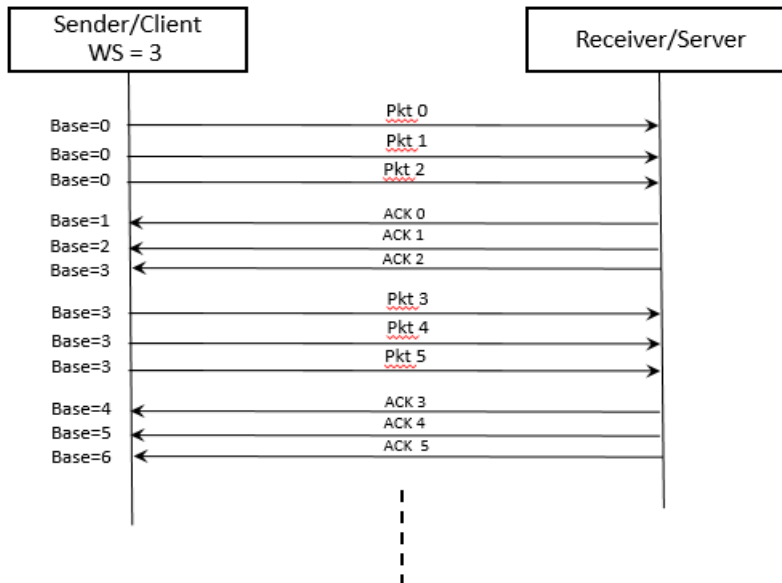 Sender/Client
WS = 3
Receiver/Server
Pkt 0
Base=0
Pkt 1
Base=0
Pkt 2
Base=0
ACK 0
Base=1
ACK 1
Base=2
ACK 2
Base=3
Pkt 3
Base=3
Pkt 4
Base=3
Pkt 5
Base=3
ACK 3
Base=4
ACK 4
Base=5
ACK 5
Base=6